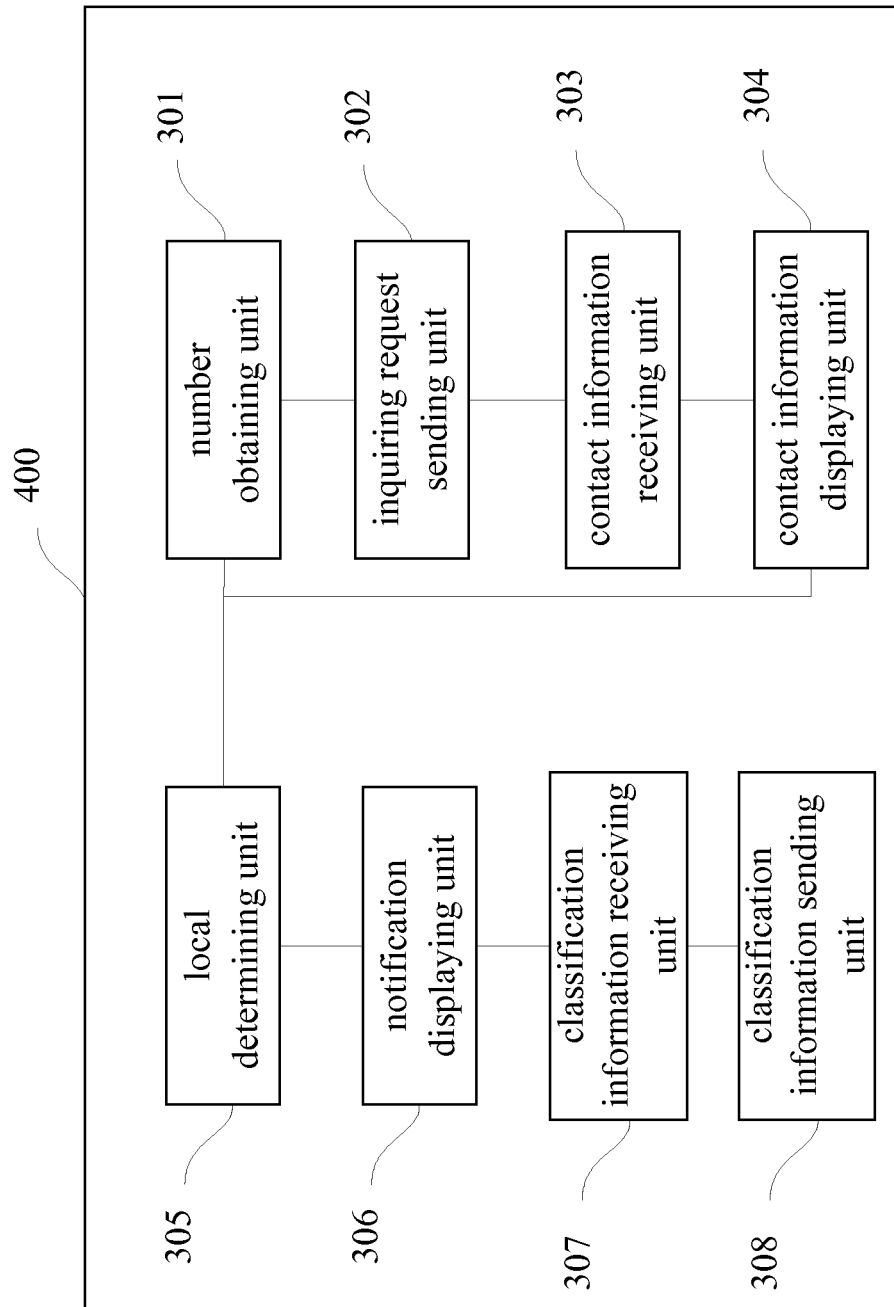 400
305
local
determining unit
number
obtaining unit
301
306
notification
displaying unit
inquiring request
sending unit
302
307
classification
information receiving
unit
contact information
receiving unit
303
308
classification
information sending
unit
contact information
displaying unit
304